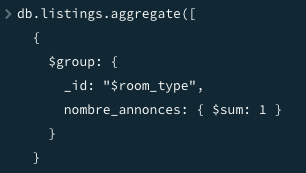 > db.listings.aggregate([
  {
    $group: {
      _id: "$room_type",
      nombre_annonces: { $sum: 1 }
    }
  }